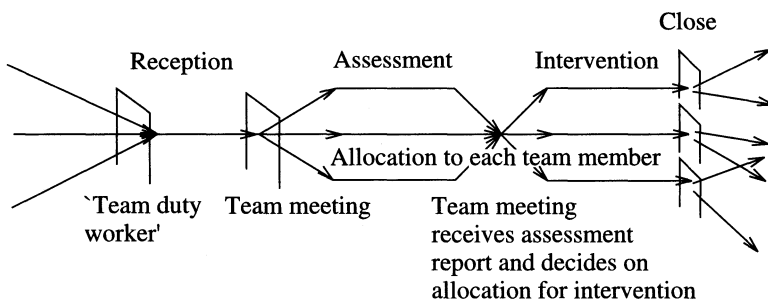 Close
Reception
Assessment
Intervention
Allocation to each team member
`Team duty
worker'
Team meeting
Team meeting
receives assessment
report and decides on
allocation for intervention